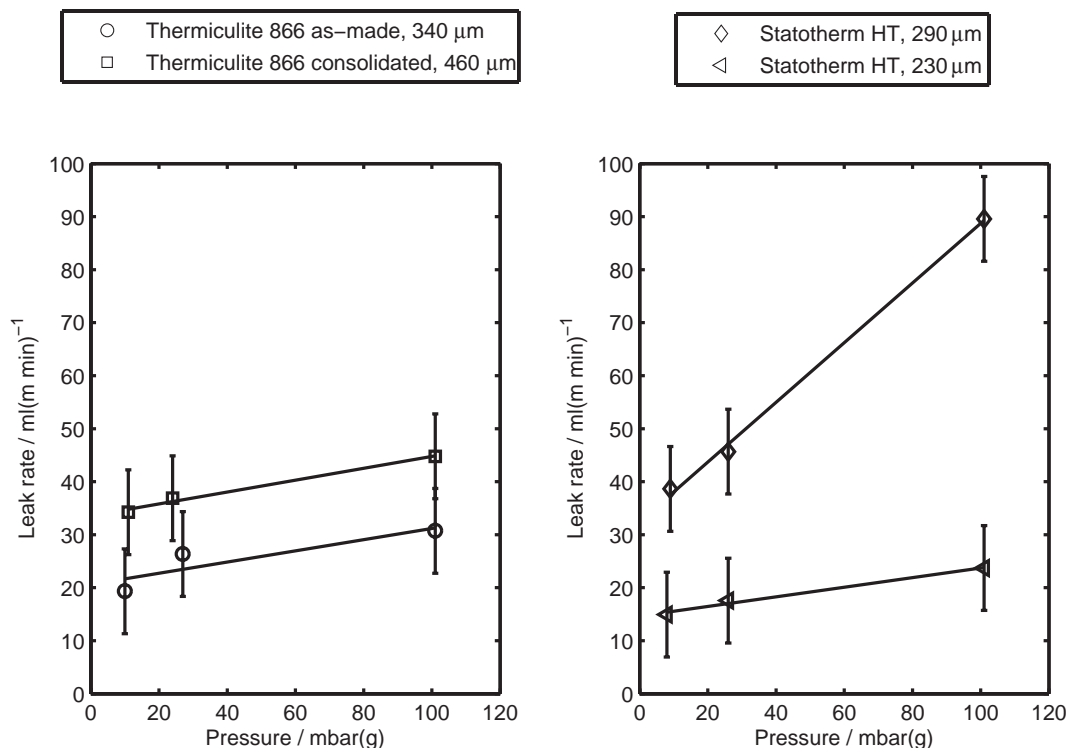 Thermiculite 866 as−made, 340 μm
Thermiculite 866 consolidated, 460 μm
Statotherm HT, 290 μm
Statotherm HT, 230 μm
100
90
80
70
60
50
40
30
20
10
0
0 20 40 60 80 100 120
Leak rate / ml(m min)⁻¹
Pressure / mbar(g)
100
90
80
70
60
50
40
30
20
10
0
0 20 40 60 80 100 120
Leak rate / ml(m min)⁻¹
Pressure / mbar(g)